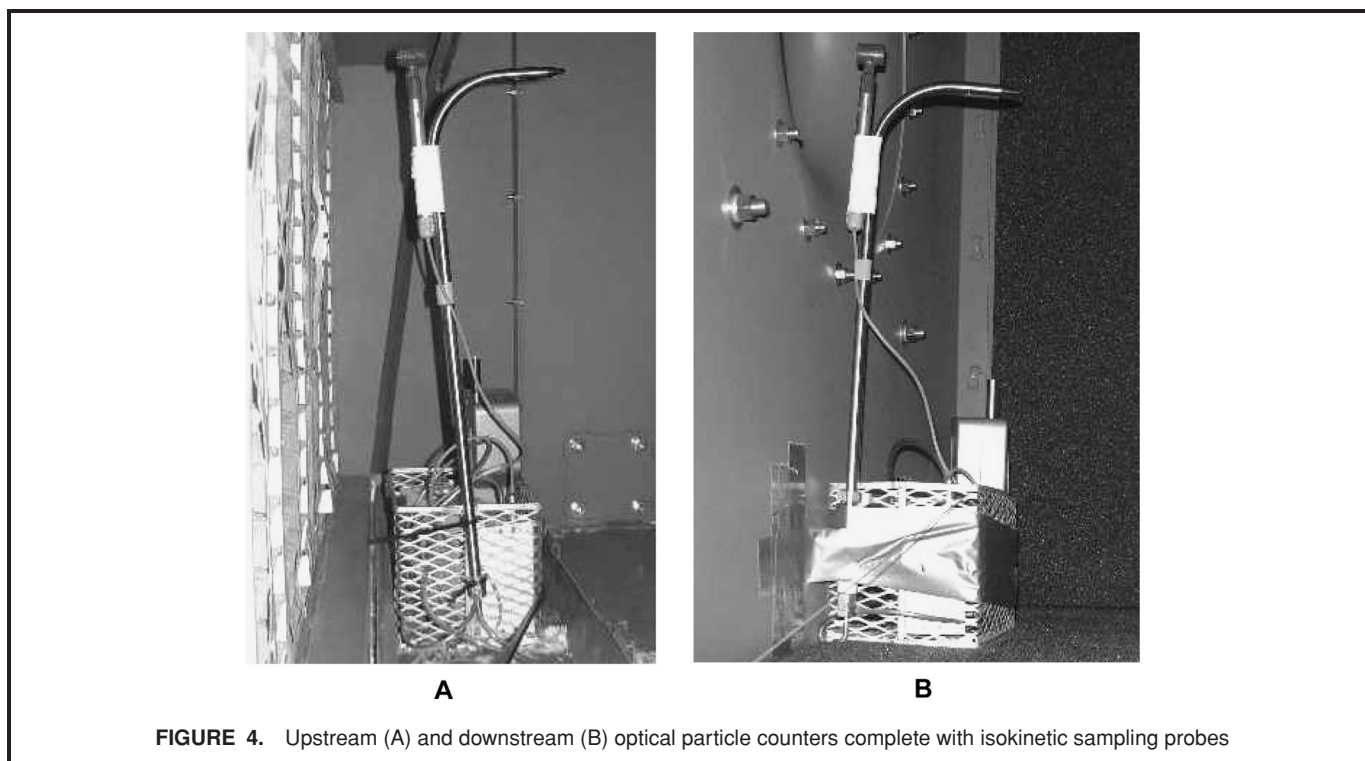 A
B
FIGURE 4. Upstream (A) and downstream (B) optical particle counters complete with isokinetic sampling probes